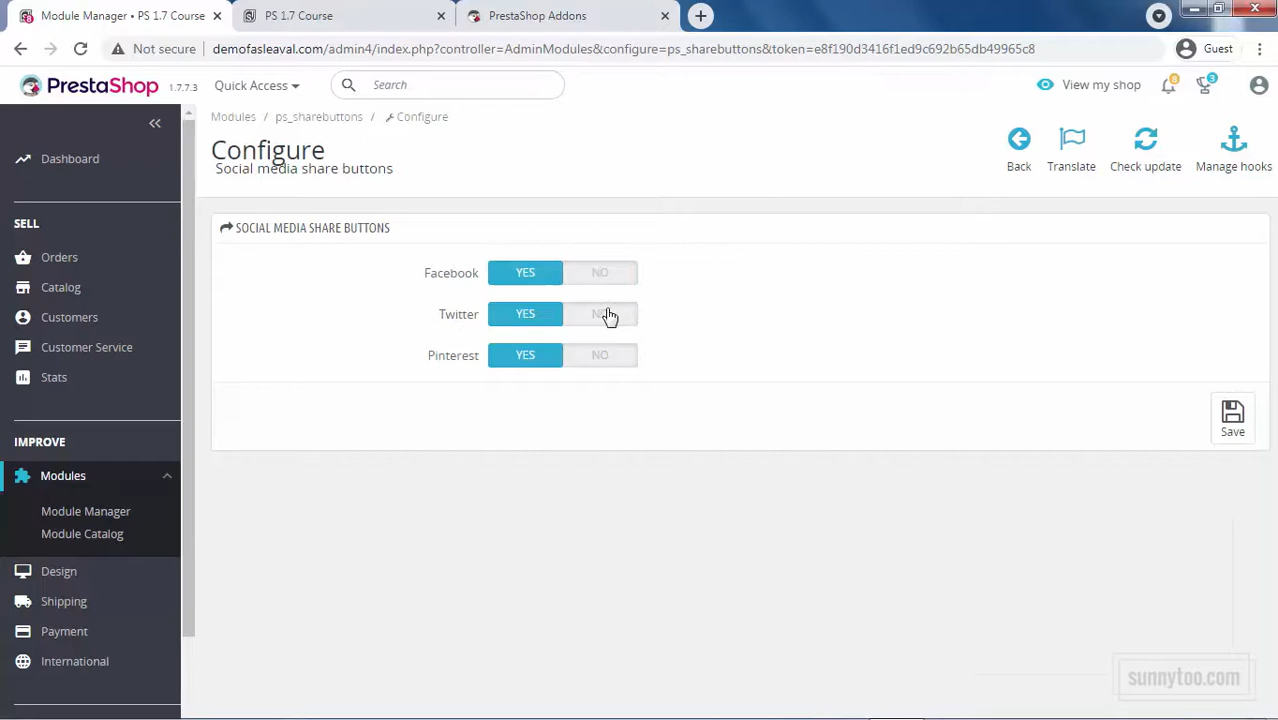 Module Manager • PS 1.7 Course
PS 1.7 Course
PrestaShop Addons
Not secure
demofasleaval.com/admin4/index.php?controller=AdminModules&configure=ps_sharebuttons&token=e8f190d3416f1ed9c692b65db49965c8
Guest
PrestaShop 1.7.7.3
Quick Access
Search
View my shop
8
3
Modules / ps_sharebuttons / Configure
Configure
Social media share buttons
Back
Translate
Check update
Manage hooks
Dashboard
SELL
Orders
Catalog
Customers
Customer Service
Stats
IMPROVE
Modules
Module Manager
Module Catalog
Design
Shipping
Payment
International
SOCIAL MEDIA SHARE BUTTONS
Facebook YES NO
Twitter YES NO
Pinterest YES NO
Save
sunnytoo.com